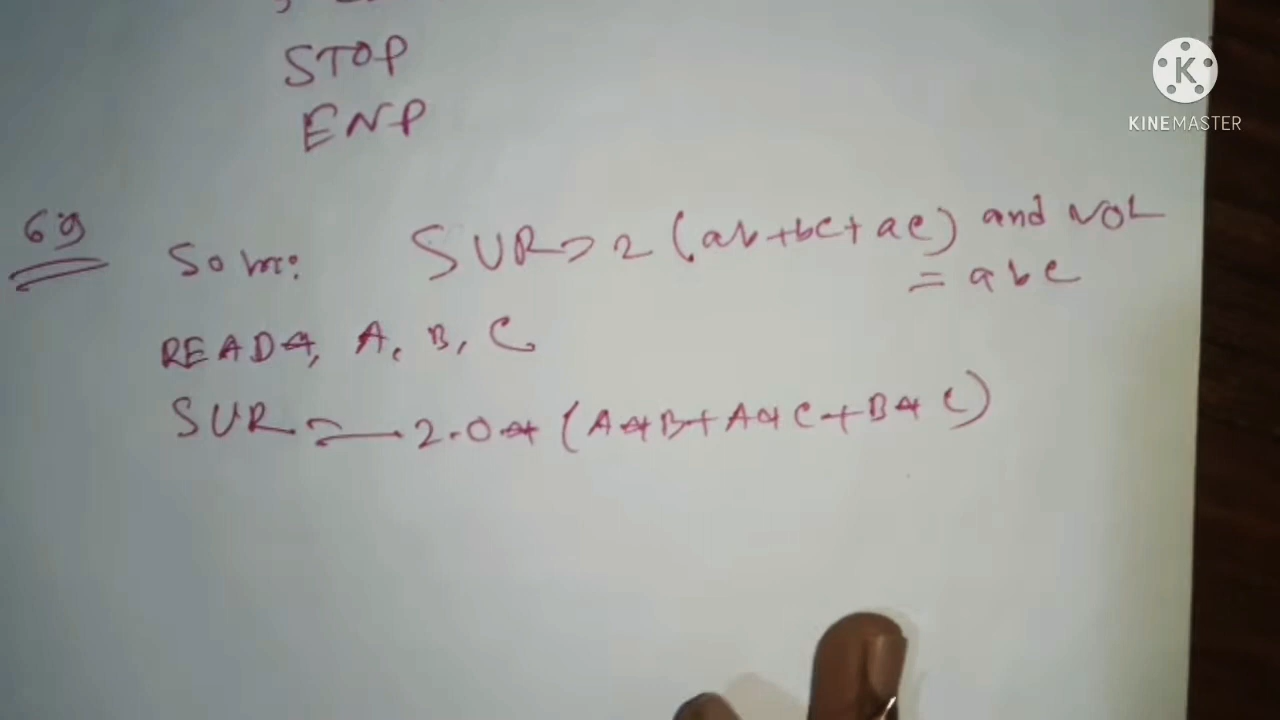 STOP
END
KINEMASTER
69
Soln: SUR = 2 (ab+bc+ac) and VOL
= abc
READ*, A, B, C
SUR = 2.0* (A*B+A*C+B*C)